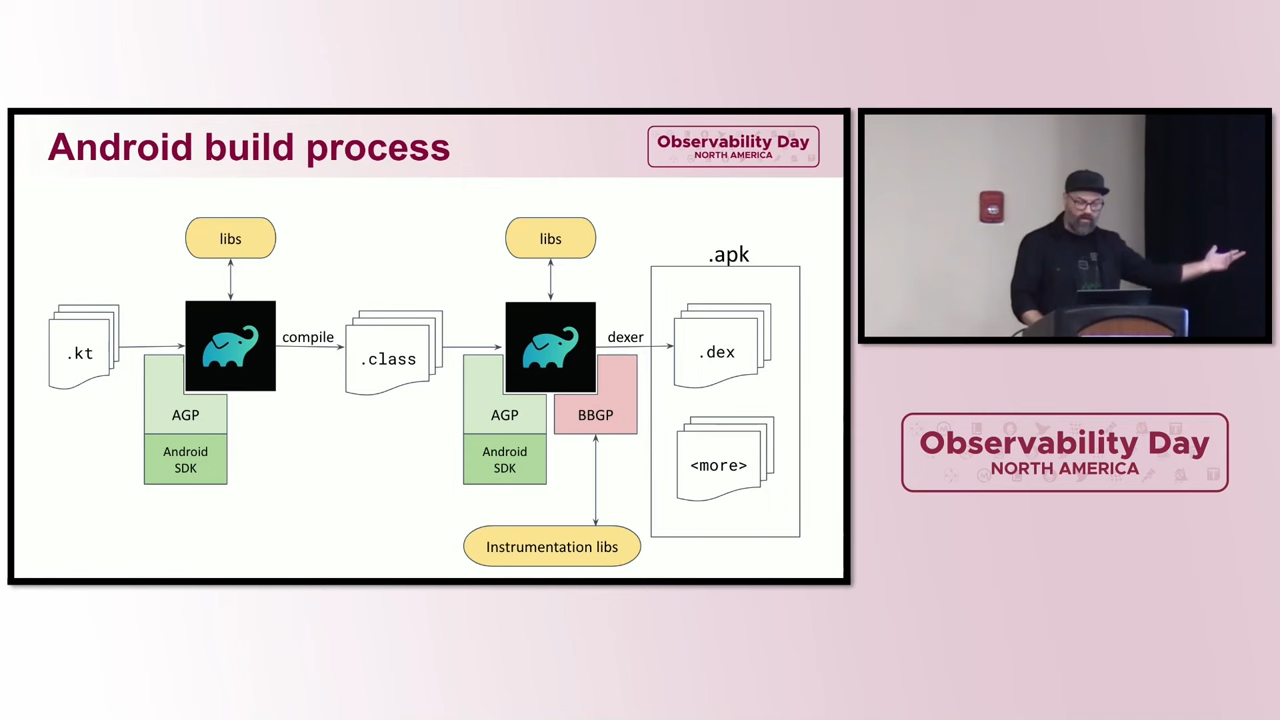 Android build process
Observability Day
NORTH AMERICA
libs
libs
.apk
.kt
compile
.class
dexer
.dex
AGP
AGP
BBGP
Android
SDK
Android
SDK
<more>
Instrumentation libs
Observability Day
NORTH AMERICA